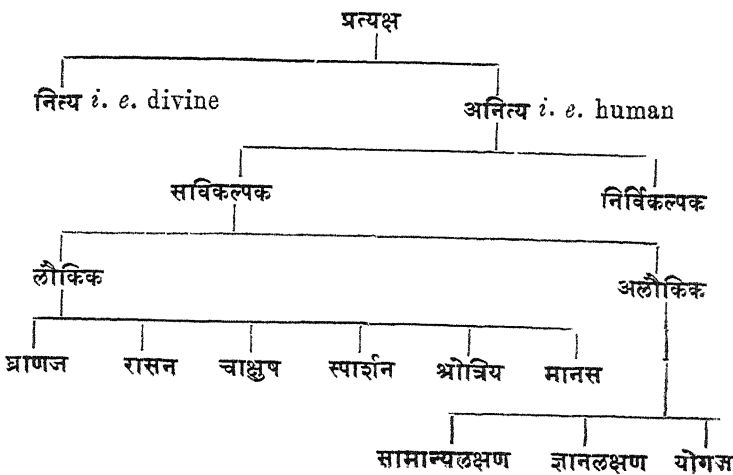 प्रत्यक्ष
नित्य i. e. divine अनित्य i. e. human
सविकल्पक निर्विकल्पक
लौकिक अलौकिक
घ्राणज रासन चाक्षुष स्पार्शन श्रोत्रिय मानस
सामान्यलक्षण ज्ञानलक्षण योगज